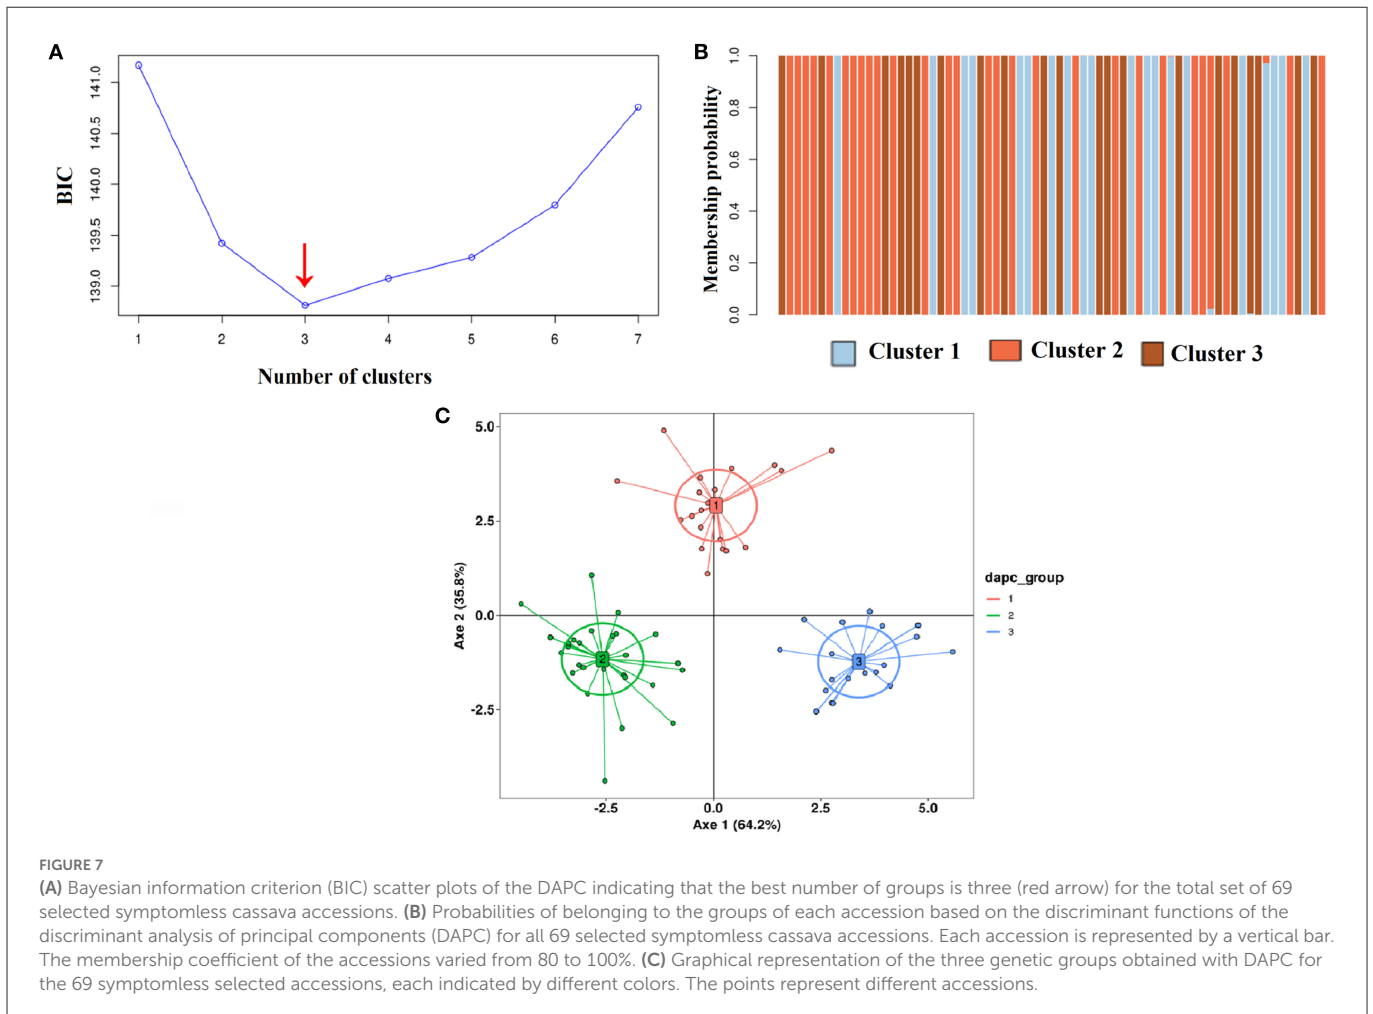 A
141.0
140.5
140.0
139.5
139.0
BIC
1 2 3 4 5 6 7
Number of clusters
B
1.0
0.8
0.6
0.4
0.2
0.0
Membership probability
Cluster 1 Cluster 2 Cluster 3
C
5.0
2.5
0.0
-2.5
Axe 2 (35.8%)
1
2
3
-2.5 0.0 2.5 5.0
Axe 1 (64.2%)
dapc_group
1
2
3
FIGURE 7
(A) Bayesian information criterion (BIC) scatter plots of the DAPC indicating that the best number of groups is three (red arrow) for the total set of 69
selected symptomless cassava accessions. (B) Probabilities of belonging to the groups of each accession based on the discriminant functions of the
discriminant analysis of principal components (DAPC) for all 69 selected symptomless cassava accessions. Each accession is represented by a vertical bar.
The membership coefficient of the accessions varied from 80 to 100%. (C) Graphical representation of the three genetic groups obtained with DAPC for
the 69 symptomless selected accessions, each indicated by different colors. The points represent different accessions.